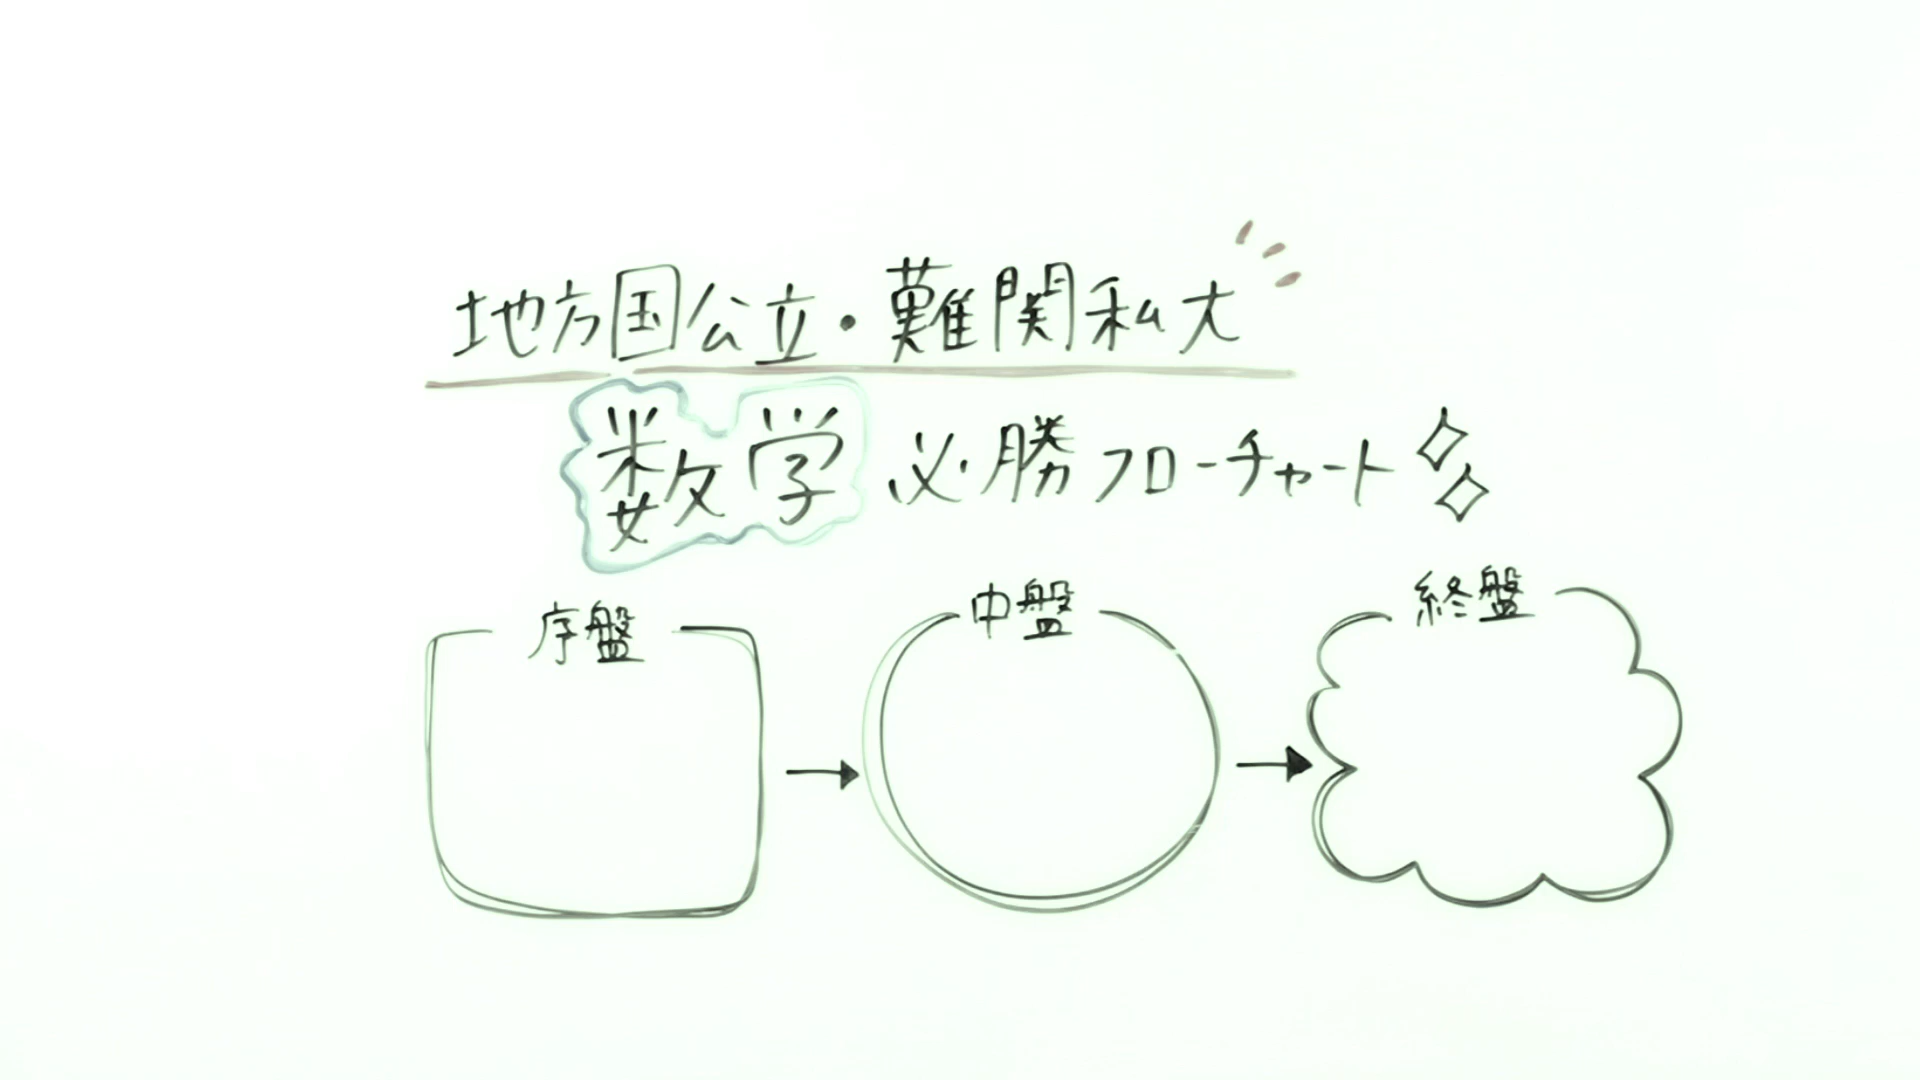 地方国公立・難関私大
数学必勝フローチャート
序盤
中盤
終盤